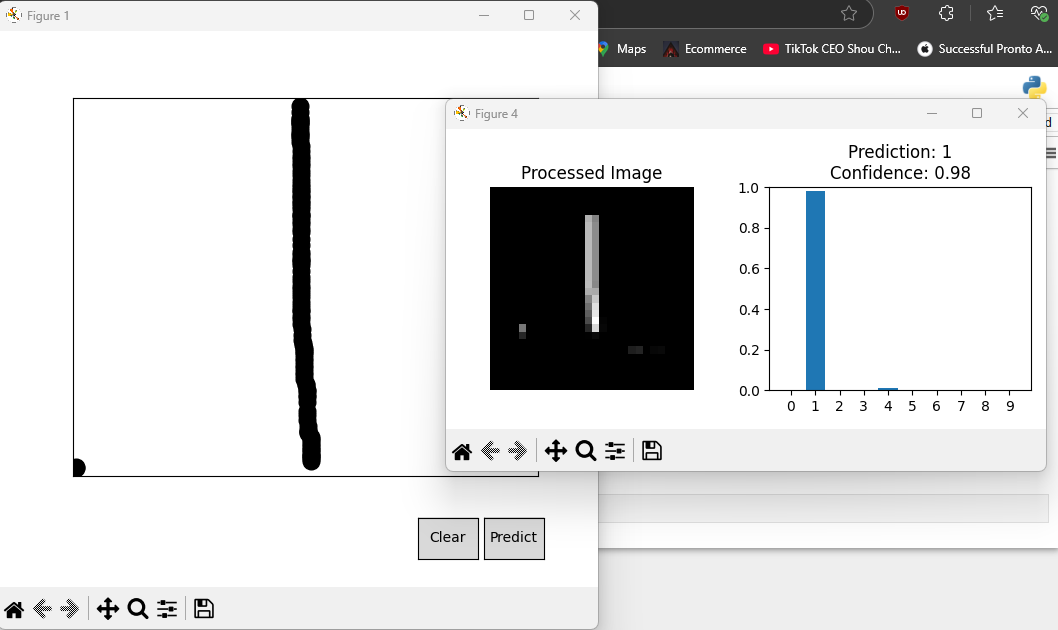 Figure 1
Maps
Ecommerce
TikTok CEO Shou Ch...
Successful Pronto A...
UD
d
Figure 4
Processed Image
Prediction: 1
Confidence: 0.98
1.0
0.8
0.6
0.4
0.2
0.0
0 1 2 3 4 5 6 7 8 9
Clear
Predict